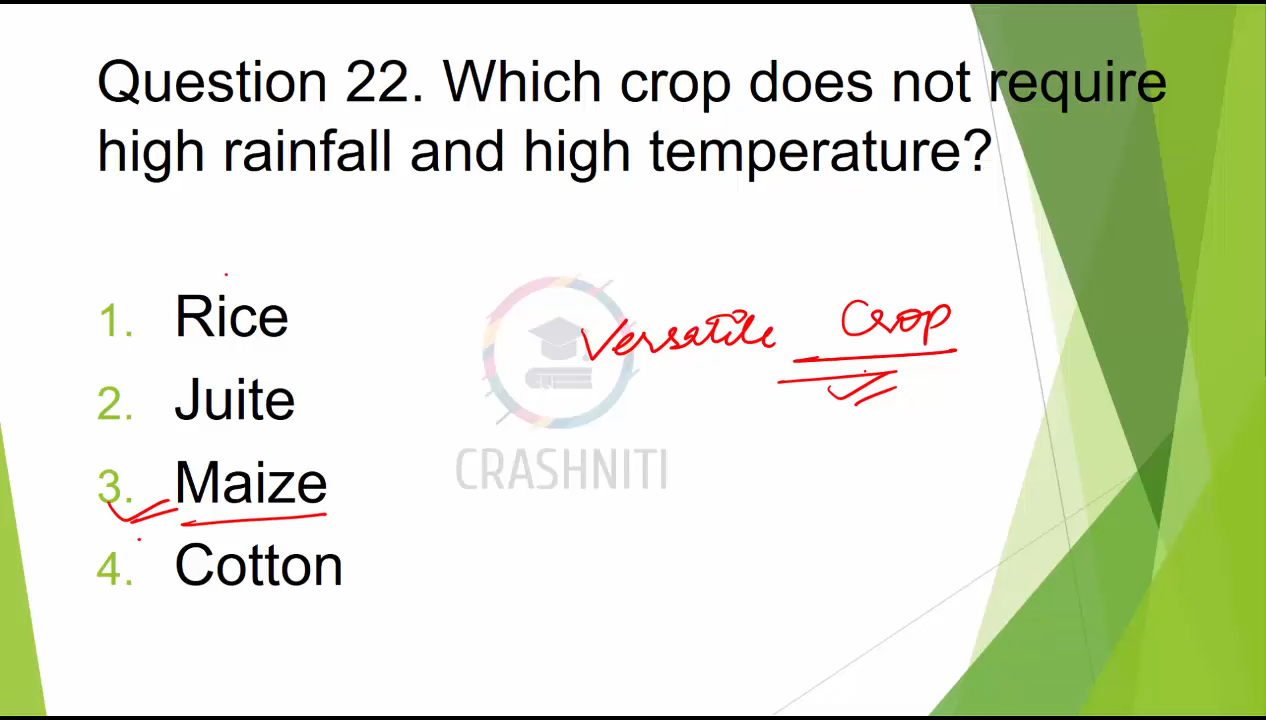 Question 22. Which crop does not require
high rainfall and high temperature?
1. Rice
Versatile Crop
2. Juite
CRASHNITI
3. Maize
4. Cotton